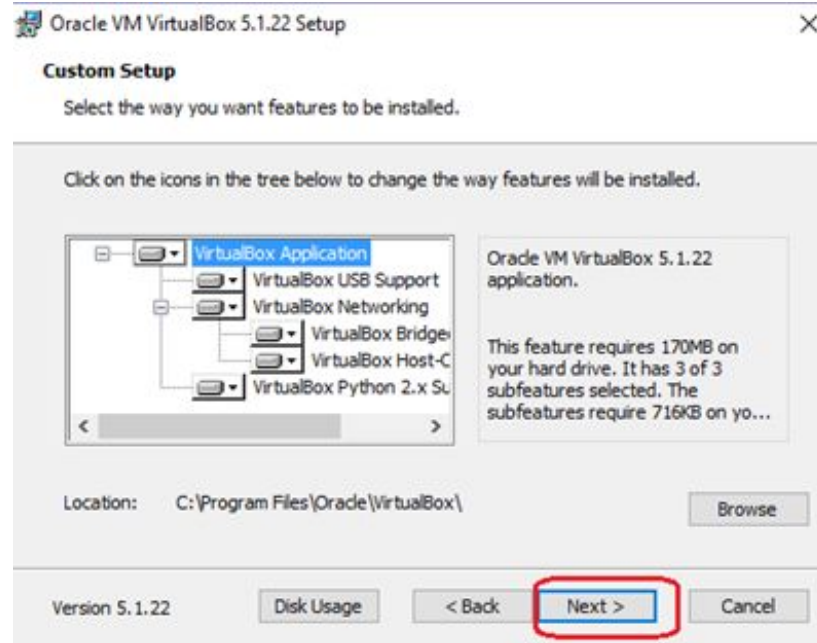 Oracle VM VirtualBox 5.1.22 Setup
Custom Setup
Select the way you want features to be installed.
Click on the icons in the tree below to change the way features will be installed.
VirtualBox Application
VirtualBox USB Support
VirtualBox Networking
VirtualBox Bridge
VirtualBox Host-C
VirtualBox Python 2.x Su
Oracle VM VirtualBox 5.1.22
application.
This feature requires 170MB on
your hard drive. It has 3 of 3
subfeatures selected. The
subfeatures require 716KB on yo...
Location: C:\Program Files\Oracle\VirtualBox\
Browse
Version 5.1.22
Disk Usage
< Back
Next >
Cancel